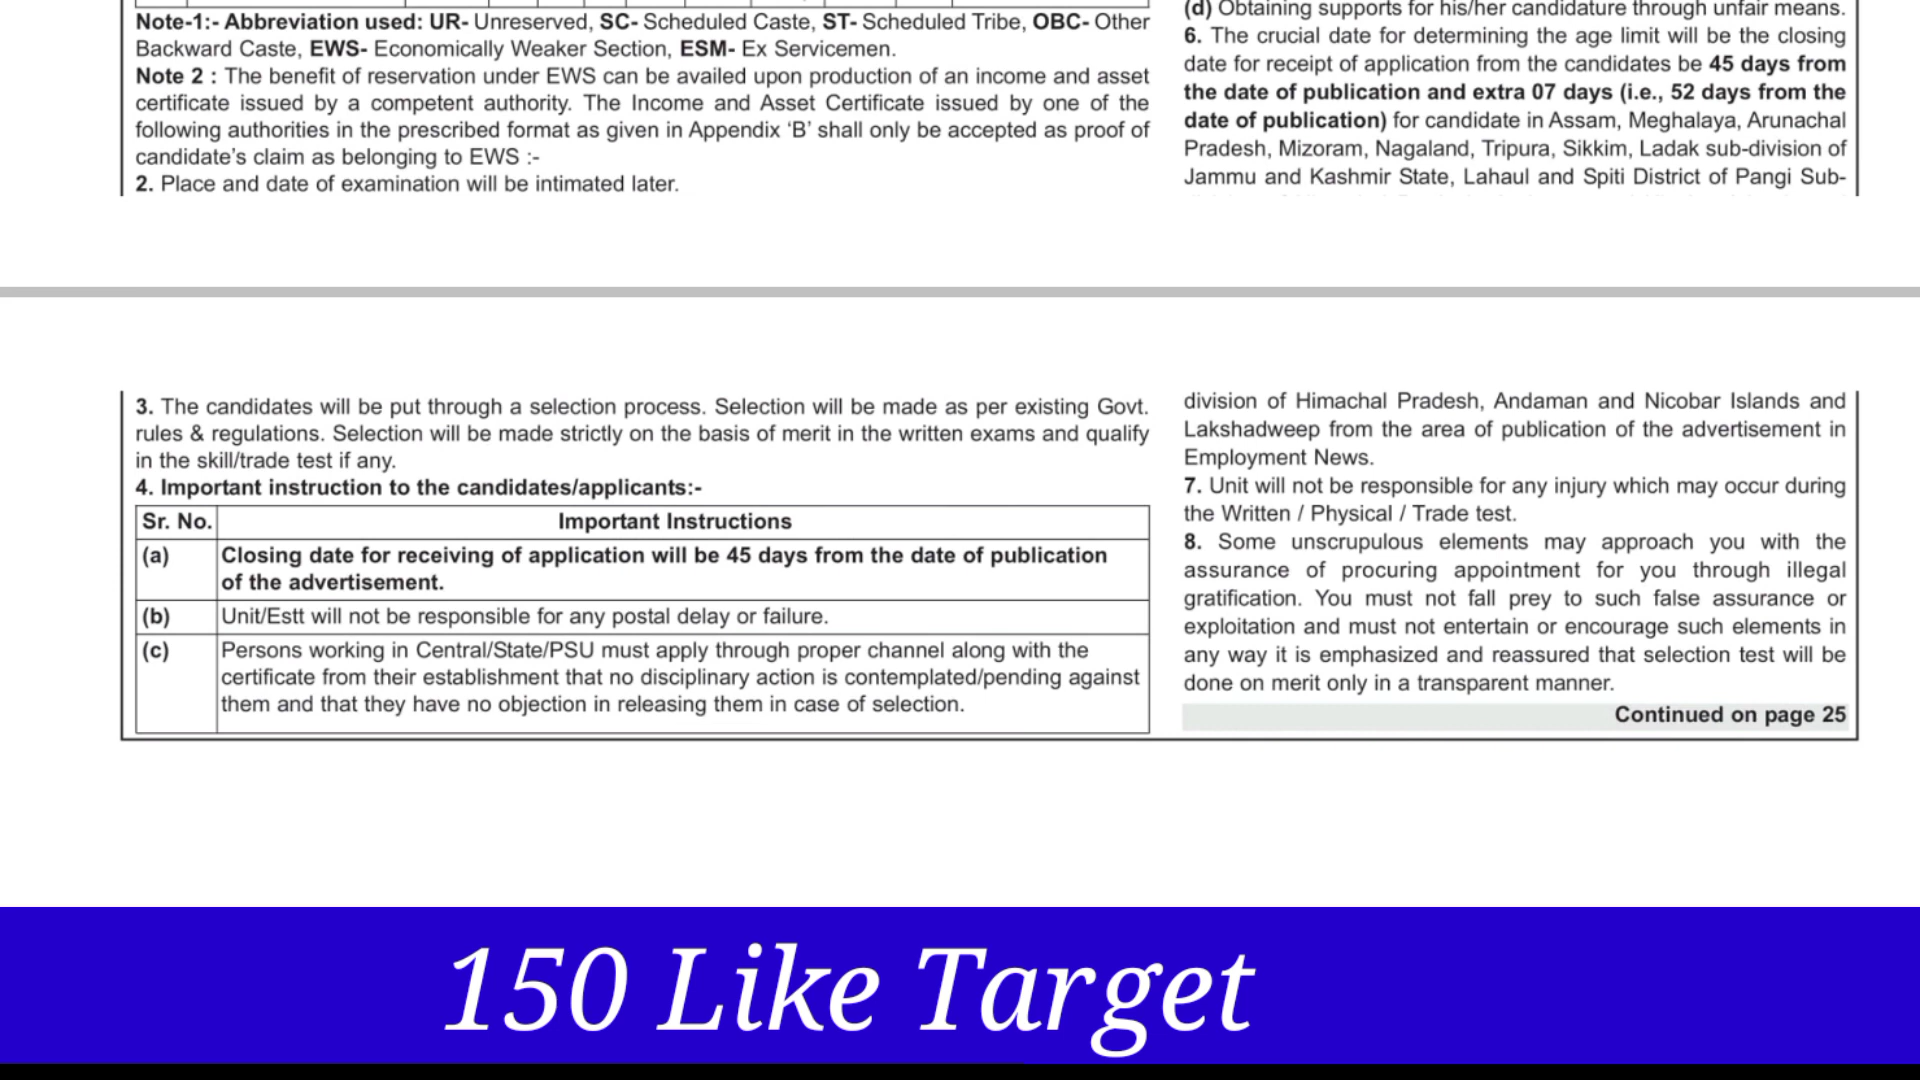 Note-1:- Abbreviation used: UR- Unreserved, SC- Scheduled Caste, ST- Scheduled Tribe, OBC- Other
Backward Caste, EWS- Economically Weaker Section, ESM- Ex Servicemen.
Note 2 : The benefit of reservation under EWS can be availed upon production of an income and asset
certificate issued by a competent authority. The Income and Asset Certificate issued by one of the
following authorities in the prescribed format as given in Appendix ‘B’ shall only be accepted as proof of
candidate’s claim as belonging to EWS :-
2. Place and date of examination will be intimated later.
(d) Obtaining supports for his/her candidature through unfair means.
6. The crucial date for determining the age limit will be the closing
date for receipt of application from the candidates be 45 days from
the date of publication and extra 07 days (i.e., 52 days from the
date of publication) for candidate in Assam, Meghalaya, Arunachal
Pradesh, Mizoram, Nagaland, Tripura, Sikkim, Ladak sub-division of
Jammu and Kashmir State, Lahaul and Spiti District of Pangi Sub-
3. The candidates will be put through a selection process. Selection will be made as per existing Govt.
rules & regulations. Selection will be made strictly on the basis of merit in the written exams and qualify
in the skill/trade test if any.
4. Important instruction to the candidates/applicants:-
Sr. No. Important Instructions
(a) Closing date for receiving of application will be 45 days from the date of publication
of the advertisement.
(b) Unit/Estt will not be responsible for any postal delay or failure.
(c) Persons working in Central/State/PSU must apply through proper channel along with the
certificate from their establishment that no disciplinary action is contemplated/pending against
them and that they have no objection in releasing them in case of selection.
division of Himachal Pradesh, Andaman and Nicobar Islands and
Lakshadweep from the area of publication of the advertisement in
Employment News.
7. Unit will not be responsible for any injury which may occur during
the Written / Physical / Trade test.
8. Some unscrupulous elements may approach you with the
assurance of procuring appointment for you through illegal
gratification. You must not fall prey to such false assurance or
exploitation and must not entertain or encourage such elements in
any way it is emphasized and reassured that selection test will be
done on merit only in a transparent manner.
Continued on page 25
150 Like Target